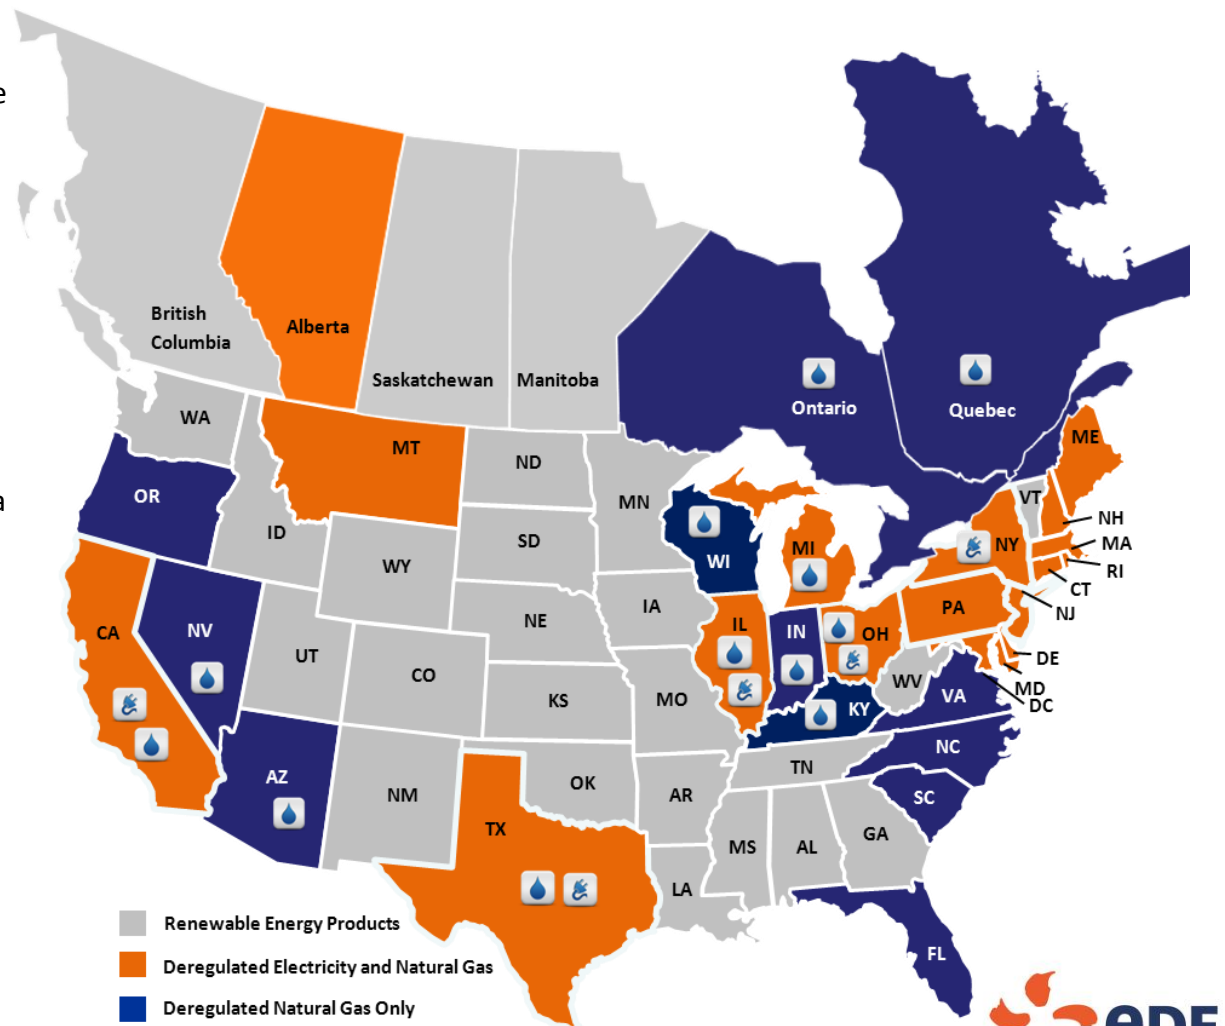 e
a
British
Columbia
Alberta
Saskatchewan
Manitoba
Ontario
Quebec
WA
MT
ND
MN
ME
OR
ID
SD
WI
MI
VT
NH
NY
MA
RI
CT
NJ
WY
NE
IA
IL
IN
OH
PA
DE
MD
DC
CA
NV
UT
CO
KS
MO
KY
WV
VA
NC
AZ
NM
OK
AR
TN
SC
TX
LA
MS
AL
GA
FL
Renewable Energy Products
Deregulated Electricity and Natural Gas
Deregulated Natural Gas Only
eDF